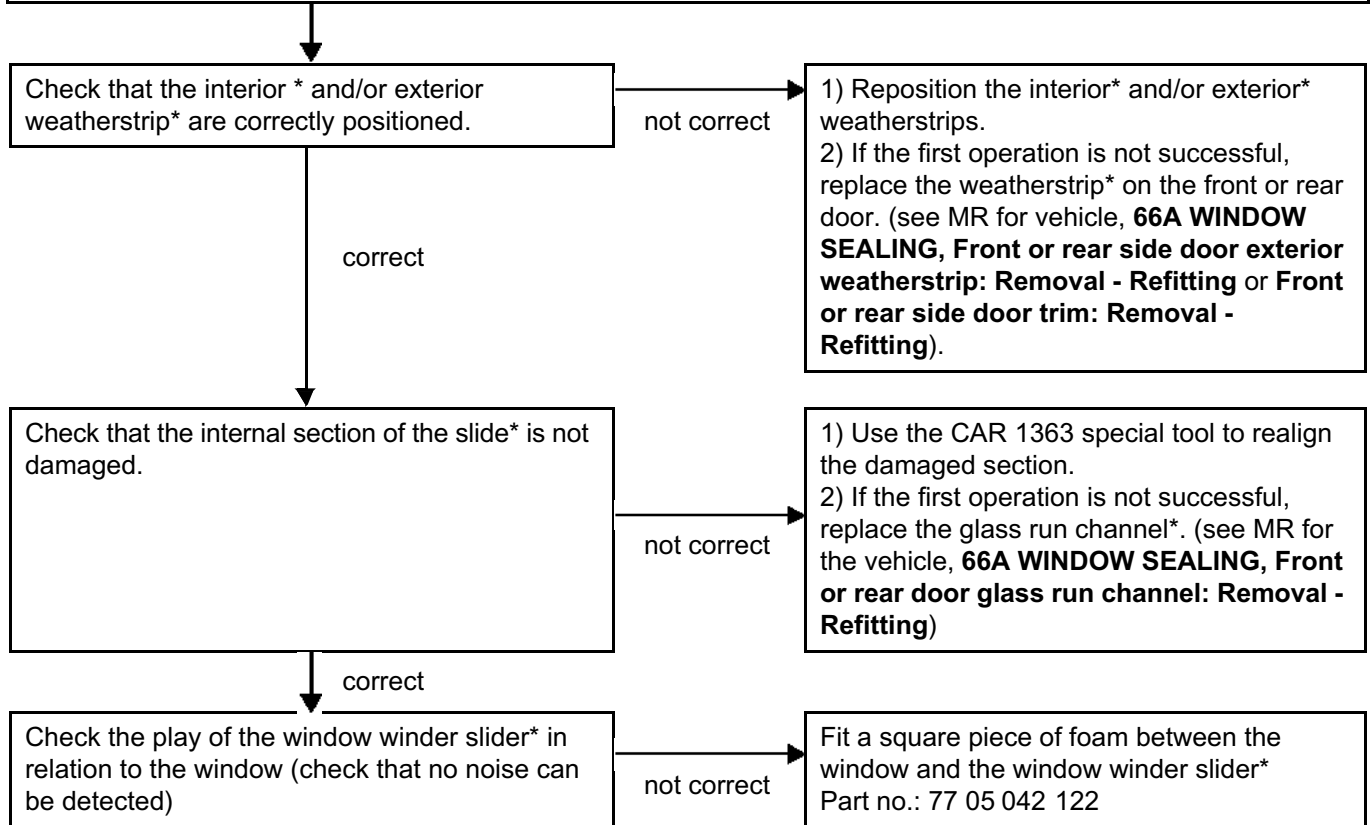 Check that the interior * and/or exterior
weatherstrip* are correctly positioned.
not correct
1) Reposition the interior* and/or exterior*
weatherstrips.
2) If the first operation is not successful,
replace the weatherstrip* on the front or rear
door. (see MR for vehicle, 66A WINDOW
SEALING, Front or rear side door exterior
weatherstrip: Removal - Refitting or Front
or rear side door trim: Removal -
Refitting).
correct
Check that the internal section of the slide* is not
damaged.
not correct
1) Use the CAR 1363 special tool to realign
the damaged section.
2) If the first operation is not successful,
replace the glass run channel*. (see MR for
the vehicle, 66A WINDOW SEALING, Front
or rear door glass run channel: Removal -
Refitting)
correct
Check the play of the window winder slider* in
relation to the window (check that no noise can
be detected)
not correct
Fit a square piece of foam between the
window and the window winder slider*
Part no.: 77 05 042 122